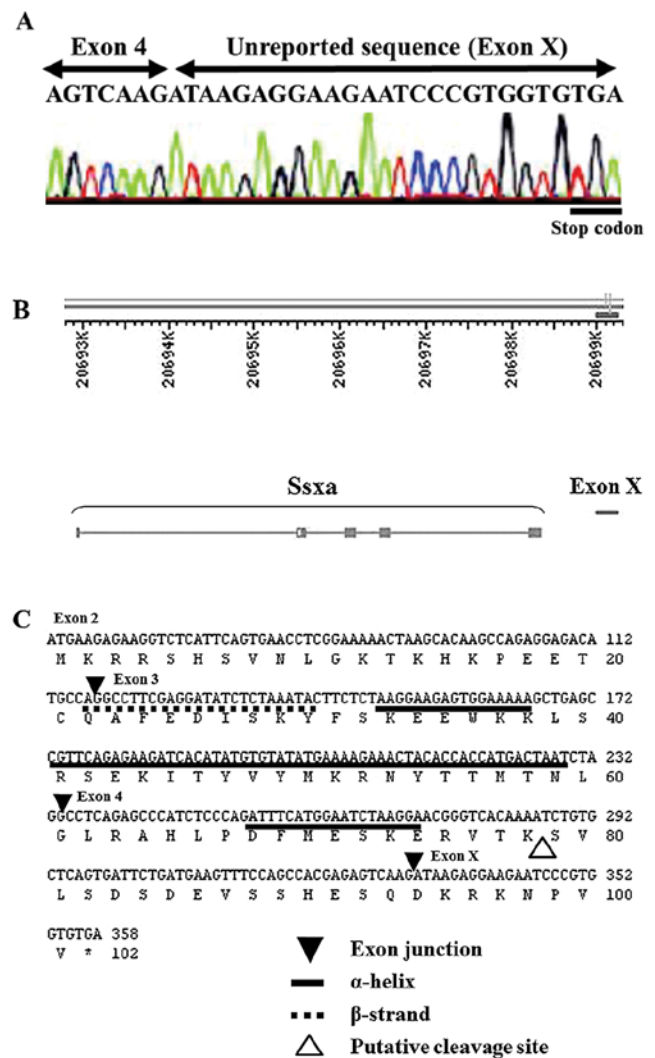 A
Exon 4 Unreported sequence (Exon X)
AGTCAAGATAAGAGGAAGAATCCCGTGGTGTGA
Stop codon
B
20693K 20694K 20695K 20696K 20697K 20698K 20699K
Ssxa Exon X
C
Exon 2
ATGAAGAGAAGGTCTCATTCAGTGAACCTCGGAAAAACTAAGCACAAGCCAGAGGAGACA 112
M K R R S H S V N L G K T K H K P E E T 20
Exon 3
TGCCAGGCCTTCGAGGATATCTCTAAATACTTCTCTAAGGAAGAGTGGAAAAAGCTGAGC 172
C Q A F E D I S K Y F S K E E W K K L S 40
CGTTCAGAGAAGATCACATATGTGTATATGAAAAGAAACTACACCACCATGACTAATCTA 232
R S E K I T Y V Y M K R N Y T T M T N L 60
Exon 4
GGCCTCAGAGCCCATCTCCCAGATTTCATGGAATCTAAGGAACGGGTCACAAAATCTGTG 292
G L R A H L P D F M E S K E R V T K S V 80
Exon X
CTCAGTGATTCTGATGAAGTTTCCAGCCACGAGAGTCAAGATAAGAGGAAGAATCCCGTG 352
L S D S D E V S S H E S Q D K R K N P V 100
GTGTGA 358
V * 102
Exon junction
α-helix
β-strand
Putative cleavage site